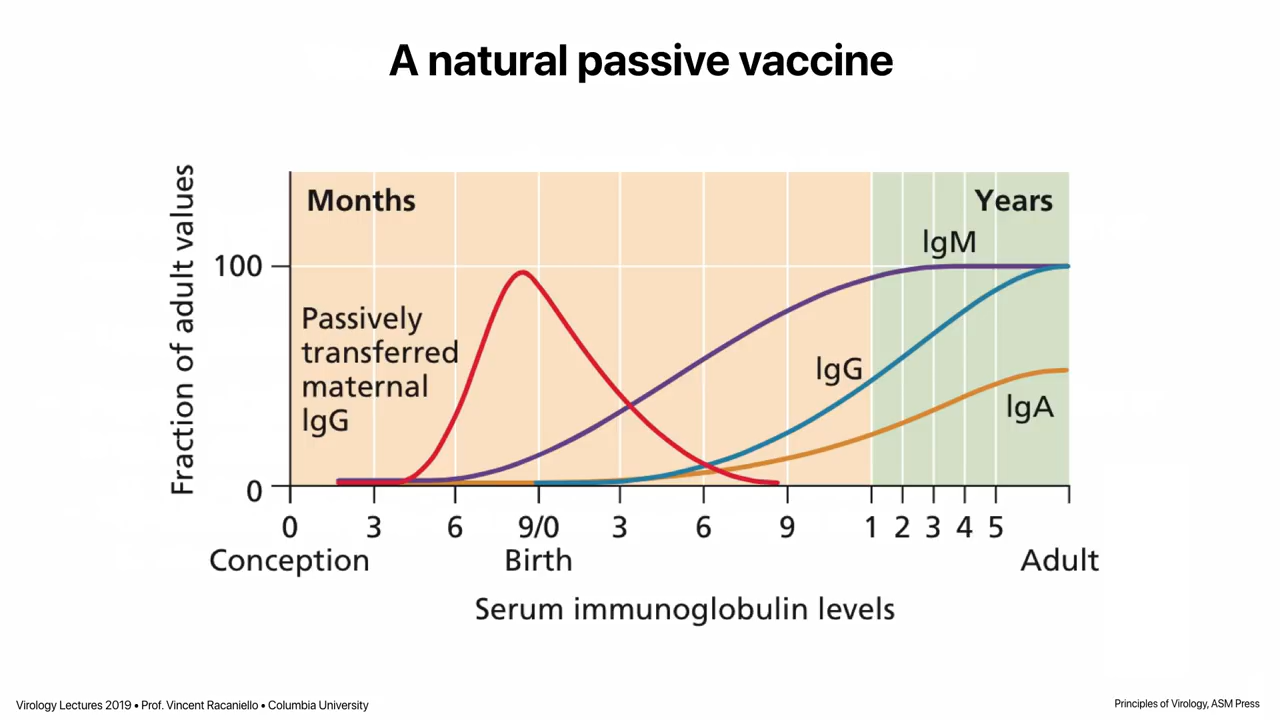 A natural passive vaccine
Fraction of adult values
Months
Years
100
0
Passively
transferred
maternal
IgG
IgM
IgG
IgA
0 3 6 9/0 3 6 9 1 2 3 4 5
Conception Birth Adult
Serum immunoglobulin levels
Virology Lectures 2019 • Prof. Vincent Racaniello • Columbia University
Principles of Virology, ASM Press